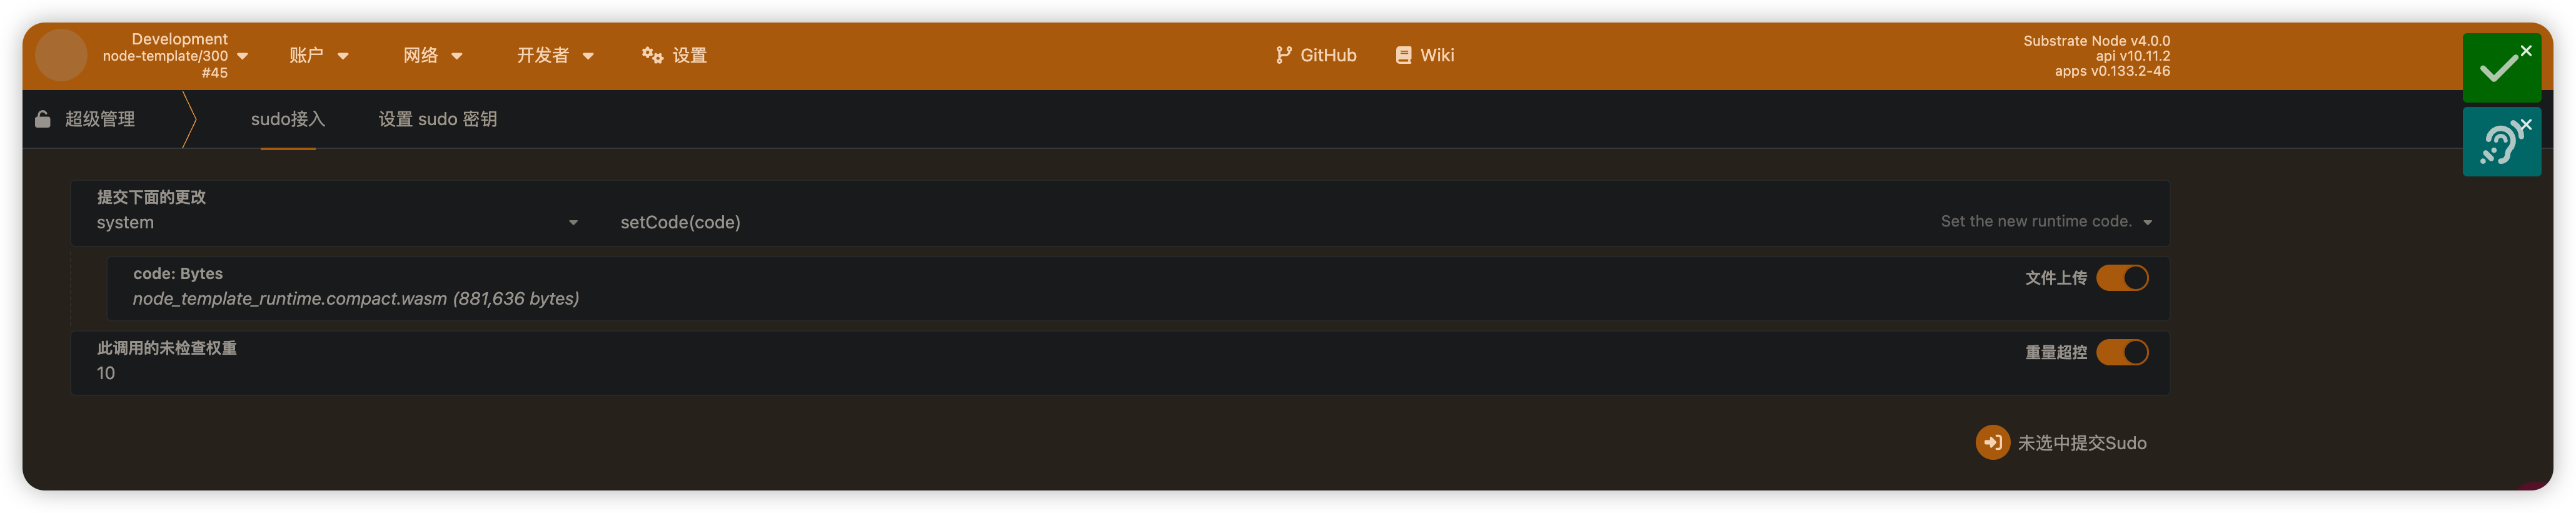 Development
node-template/300
#45
账户
网络
开发者
设置
GitHub
Wiki
Substrate Node v4.0.0
api v10.11.2
apps v0.133.2-46
超级管理
sudo接入
设置 sudo 密钥
提交下面的更改
system
setCode(code)
Set the new runtime code.
code: Bytes
node_template_runtime.compact.wasm (881,636 bytes)
文件上传
此调用的未检查权重
10
重量超控
未选中提交Sudo